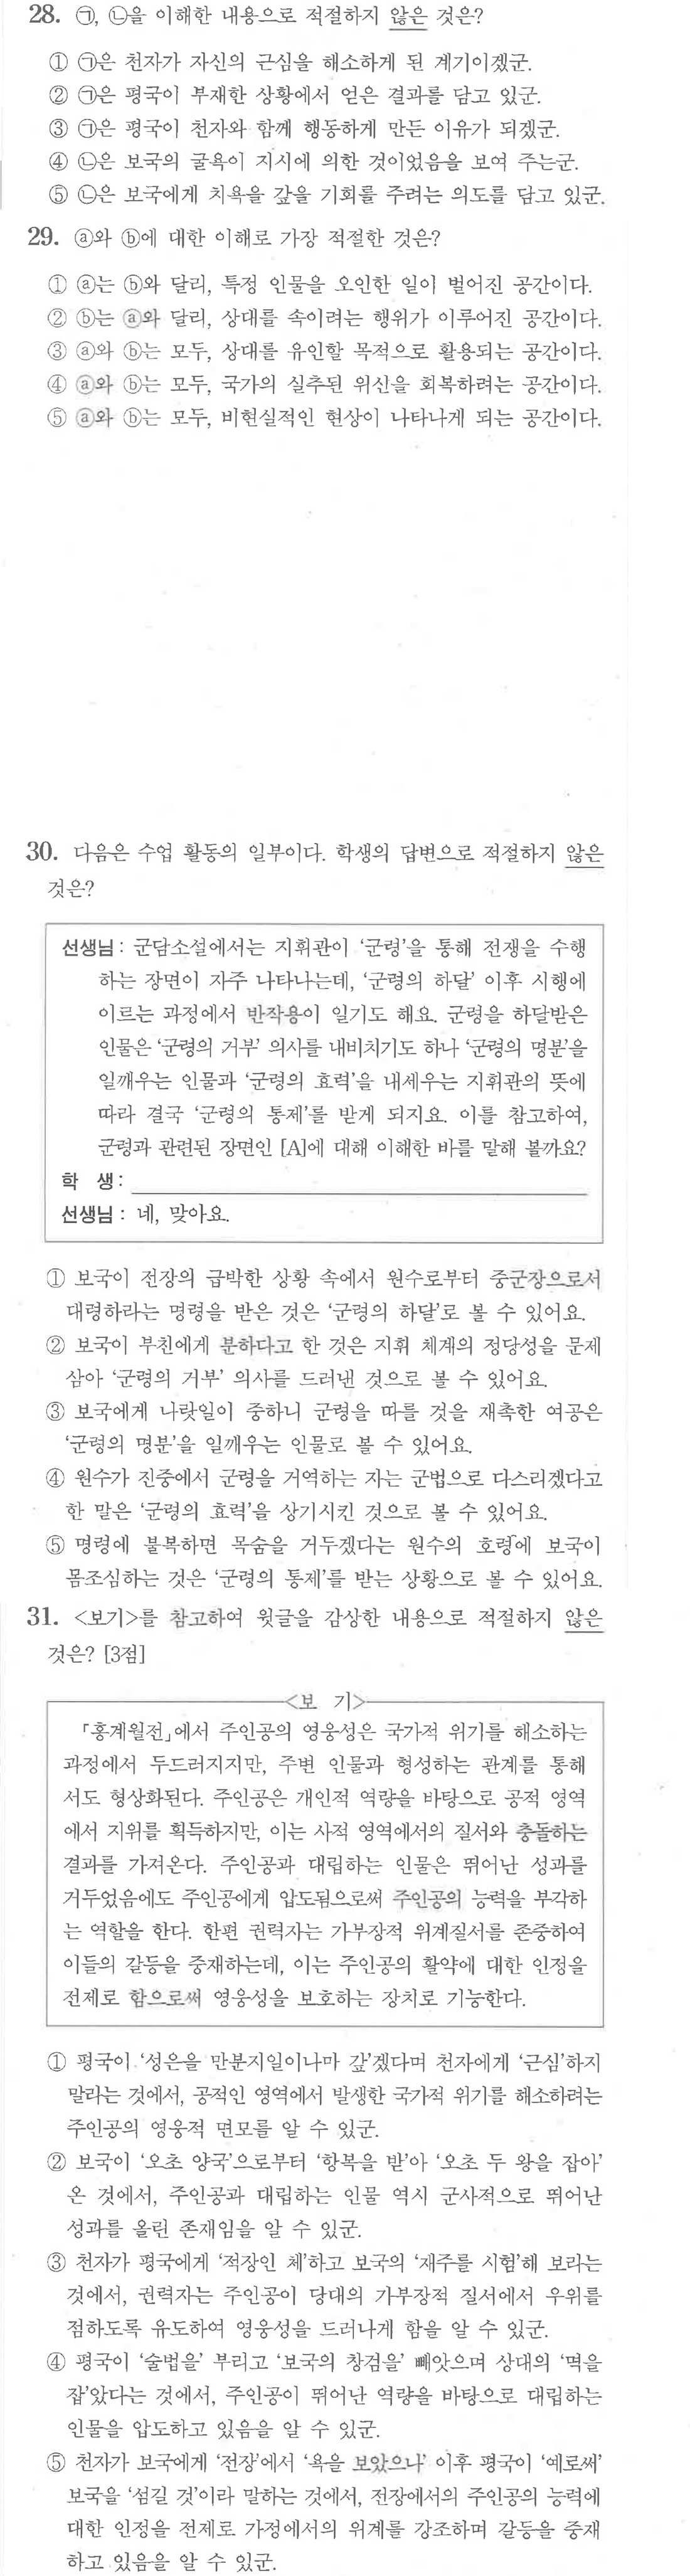 28. ㉠, ㉡을 이해한 내용으로 적절하지 않은 것은?
① ㉠은 천자가 자신의 근심을 해소하게 된 계기이겠군.
② ㉠은 평국이 부재한 상황에서 얻은 결과를 담고 있군.
③ ㉠은 평국이 천자와 함께 행동하게 만든 이유가 되겠군.
④ ㉡은 보국의 굴욕이 지시에 의한 것이었음을 보여 주는군.
⑤ ㉡은 보국에게 치욕을 갚을 기회를 주려는 의도를 담고 있군.
29. ⓐ와 ⓑ에 대한 이해로 가장 적절한 것은?
① ⓐ는 ⓑ와 달리, 특정 인물을 오인한 일이 벌어진 공간이다.
② ⓑ는 ⓐ와 달리, 상대를 속이려는 행위가 이루어진 공간이다.
③ ⓐ와 ⓑ는 모두, 상대를 유인할 목적으로 활용되는 공간이다.
④ ⓐ와 ⓑ는 모두, 국가의 실추된 위신을 회복하려는 공간이다.
⑤ ⓐ와 ⓑ는 모두, 비현실적인 현상이 나타나게 되는 공간이다.
30. 다음은 수업 활동의 일부이다. 학생의 답변으로 적절하지 않은
것은?
선생님 : 군담소설에서는 지휘관이 ‘군령’을 통해 전쟁을 수행
하는 장면이 자주 나타나는데, ‘군령의 하달’ 이후 시행에
이르는 과정에서 반작용이 일기도 해요. 군령을 하달받은
인물은 ‘군령의 거부’ 의사를 내비치기도 하나 ‘군령의 명분’을
일깨우는 인물과 ‘군령의 효력’을 내세우는 지휘관의 뜻에
따라 결국 ‘군령의 통제’를 받게 되지요. 이를 참고하여,
군령과 관련된 장면인 [A]에 대해 이해한 바를 말해 볼까요?
학 생 :
선생님 : 네, 맞아요.
① 보국이 전장의 급박한 상황 속에서 원수로부터 중군장으로서
대령하라는 명령을 받은 것은 ‘군령의 하달’로 볼 수 있어요.
② 보국이 부친에게 분하다고 한 것은 지휘 체계의 정당성을 문제
삼아 ‘군령의 거부’ 의사를 드러낸 것으로 볼 수 있어요.
③ 보국에게 나랏일이 중하니 군령을 따를 것을 재촉한 여공은
‘군령의 명분’을 일깨우는 인물로 볼 수 있어요.
④ 원수가 진중에서 군령을 거역하는 자는 군법으로 다스리겠다고
한 말은 ‘군령의 효력’을 상기시킨 것으로 볼 수 있어요.
⑤ 명령에 불복하면 목숨을 거두겠다는 원수의 호령에 보국이
몸조심하는 것은 ‘군령의 통제’를 받는 상황으로 볼 수 있어요.
31. <보기>를 참고하여 윗글을 감상한 내용으로 적절하지 않은
것은? [3점]
<보 기>
「홍계월전」에서 주인공의 영웅성은 국가적 위기를 해소하는
과정에서 두드러지지만, 주변 인물과 형성하는 관계를 통해
서도 형상화된다. 주인공은 개인적 역량을 바탕으로 공적 영역
에서 지위를 획득하지만, 이는 사적 영역에서의 질서와 충돌하는
결과를 가져온다. 주인공과 대립하는 인물은 뛰어난 성과를
거두었음에도 주인공에게 압도됨으로써 주인공의 능력을 부각하
는 역할을 한다. 한편 권력자는 가부장적 위계질서를 존중하여
이들의 갈등을 중재하는데, 이는 주인공의 활약에 대한 인정을
전제로 함으로써 영웅성을 보호하는 장치로 기능한다.
① 평국이 ‘성은을 만분지일이나마 갚’겠다며 천자에게 ‘근심’하지
말라는 것에서, 공적인 영역에서 발생한 국가적 위기를 해소하려는
주인공의 영웅적 면모를 알 수 있군.
② 보국이 ‘오초 양국’으로부터 ‘항복을 받’아 ‘오초 두 왕을 잡아’
온 것에서, 주인공과 대립하는 인물 역시 군사적으로 뛰어난
성과를 올린 존재임을 알 수 있군.
③ 천자가 평국에게 ‘적장인 체’하고 보국의 ‘재주를 시험’해 보라는
것에서, 권력자는 주인공이 당대의 가부장적 질서에서 우위를
점하도록 유도하여 영웅성을 드러나게 함을 알 수 있군.
④ 평국이 ‘술법을’ 부리고 ‘보국의 창검을’ 빼앗으며 상대의 ‘멱을
잡’았다는 것에서, 주인공이 뛰어난 역량을 바탕으로 대립하는
인물을 압도하고 있음을 알 수 있군.
⑤ 천자가 보국에게 ‘전장’에서 ‘욕을 보았으나’ 이후 평국이 ‘예로써’
보국을 ‘섬길 것’이라 말하는 것에서, 전장에서의 주인공의 능력에
대한 인정을 전제로 가정에서의 위계를 강조하며 갈등을 중재
하고 있음을 알 수 있군.